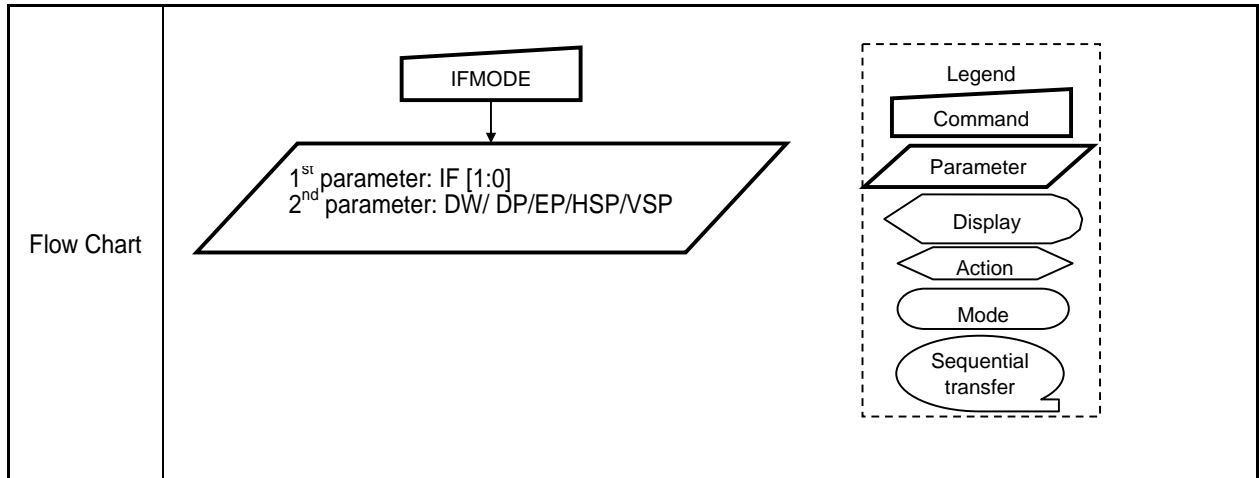 Flow Chart
IFMODE
1st parameter: IF [1:0]
2nd parameter: DW/ DP/EP/HSP/VSP
Legend
Command
Parameter
Display
Action
Mode
Sequential
transfer